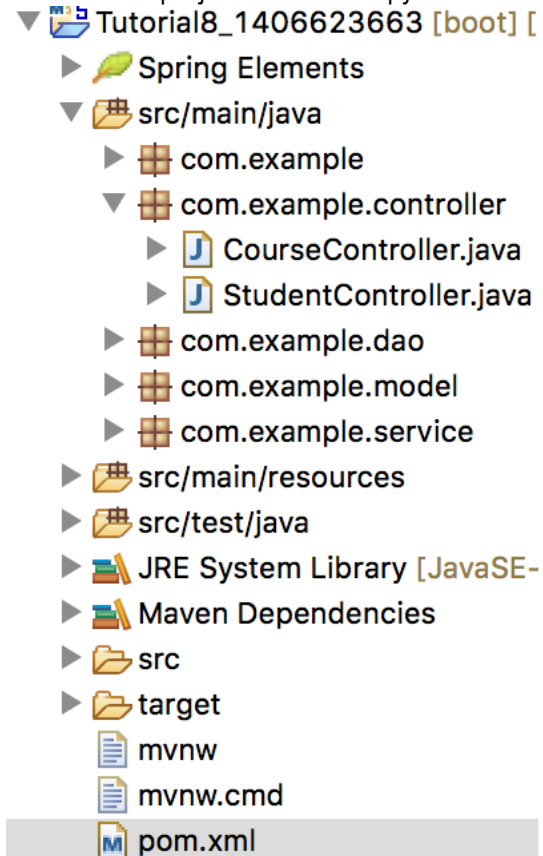 Tutorial8_1406623663 [boot] [
Spring Elements
src/main/java
com.example
com.example.controller
CourseController.java
StudentController.java
com.example.dao
com.example.model
com.example.service
src/main/resources
src/test/java
JRE System Library [JavaSE-
Maven Dependencies
src
target
mvnw
mvnw.cmd
pom.xml